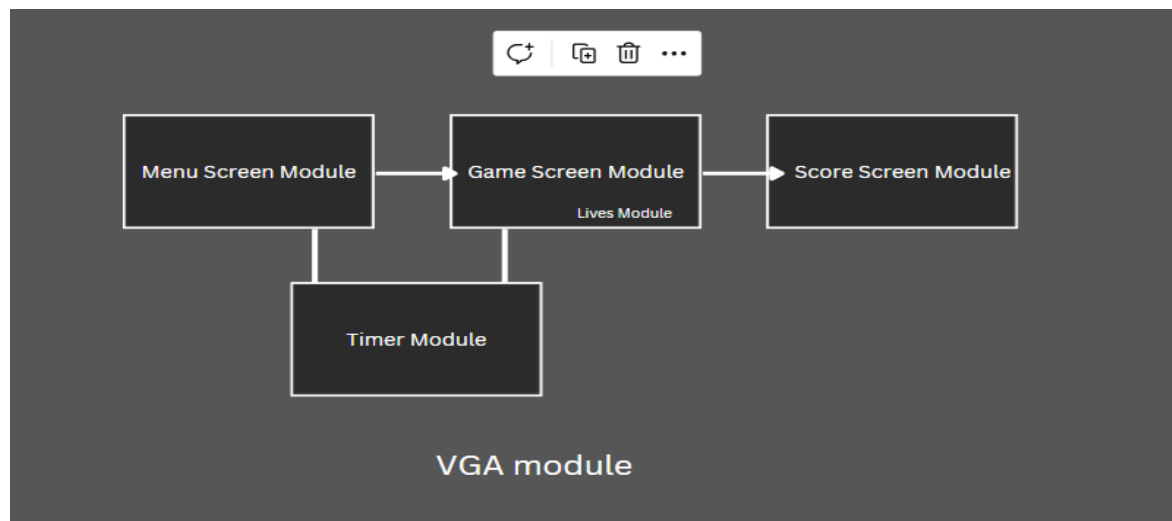 Menu Screen Module
Game Screen Module
Score Screen Module
Lives Module
Timer Module
VGA module